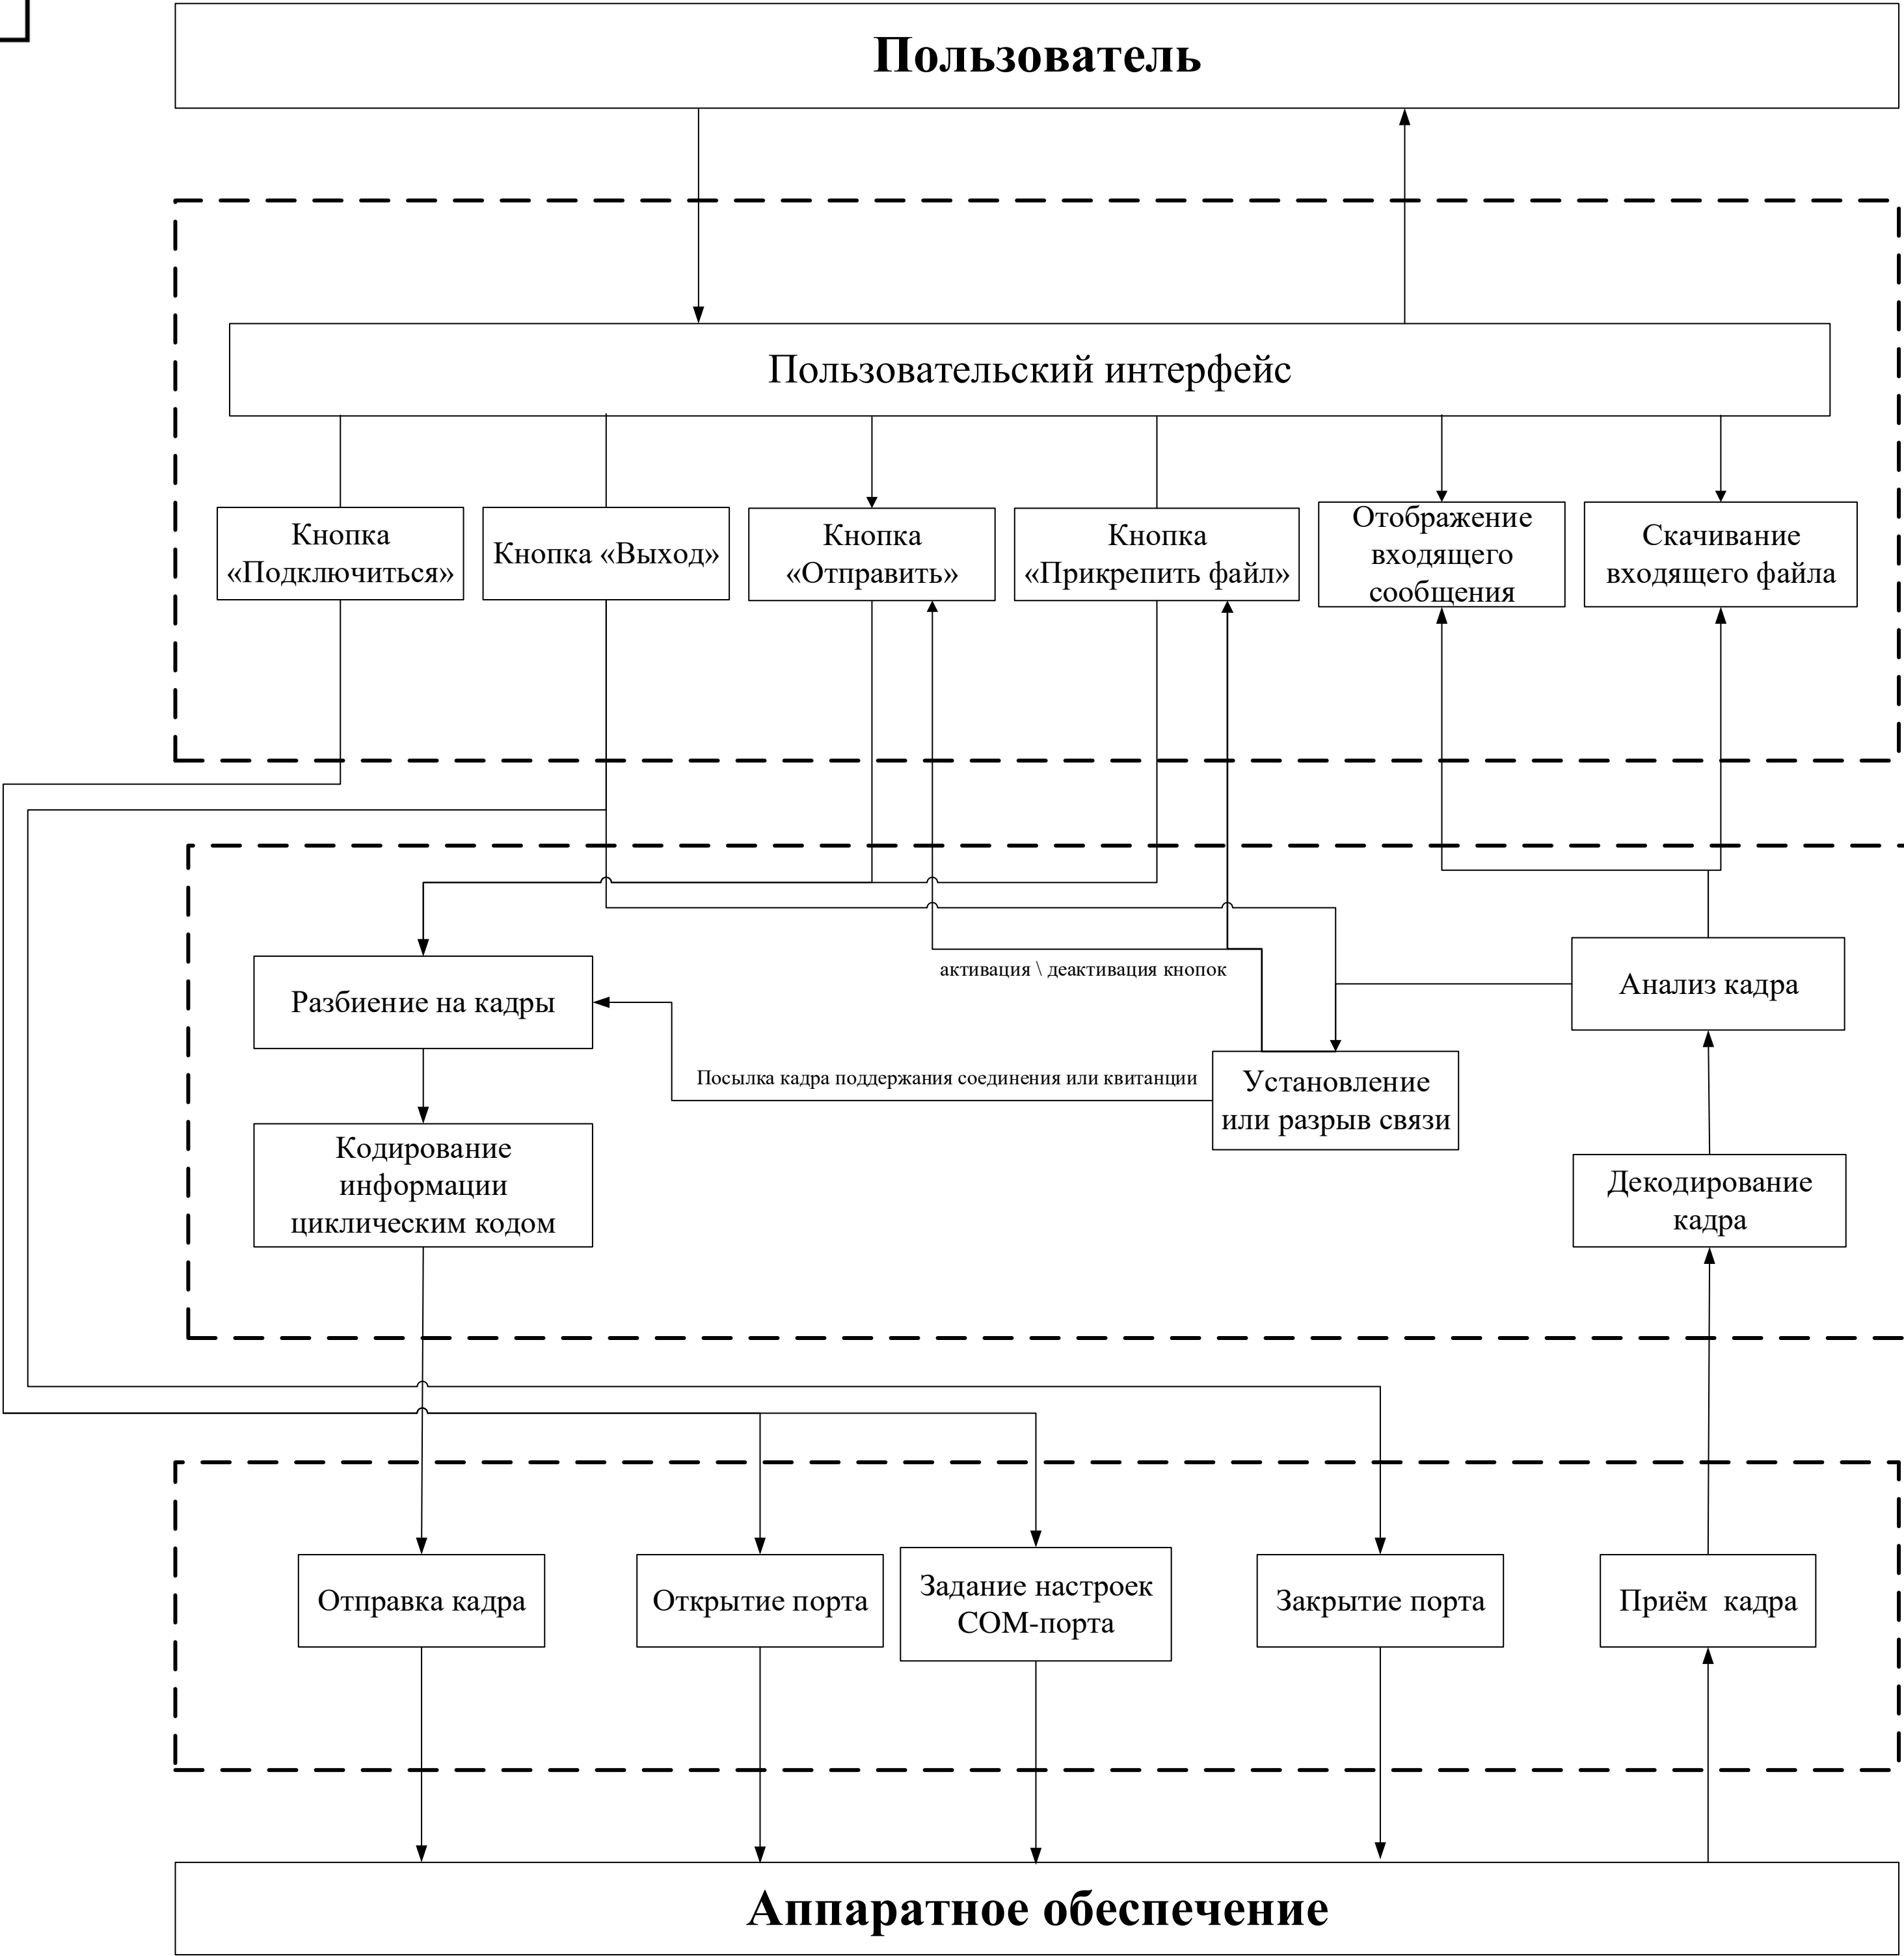 Пользователь
Пользовательский интерфейс
Кнопка
«Подключиться»
Кнопка «Выход»
Кнопка
«Отправить»
Кнопка
«Прикрепить файл»
Отображение
входящего
сообщения
Скачивание
входящего файла
активация \ деактивация кнопок
Разбиение на кадры
Анализ кадра
Посылка кадра поддержания соединения или квитанции
Установление
или разрыв связи
Кодирование
информации
циклическим кодом
Декодирование
кадра
Отправка кадра
Открытие порта
Задание настроек
COM-порта
Закрытие порта
Приём кадра
Аппаратное обеспечение